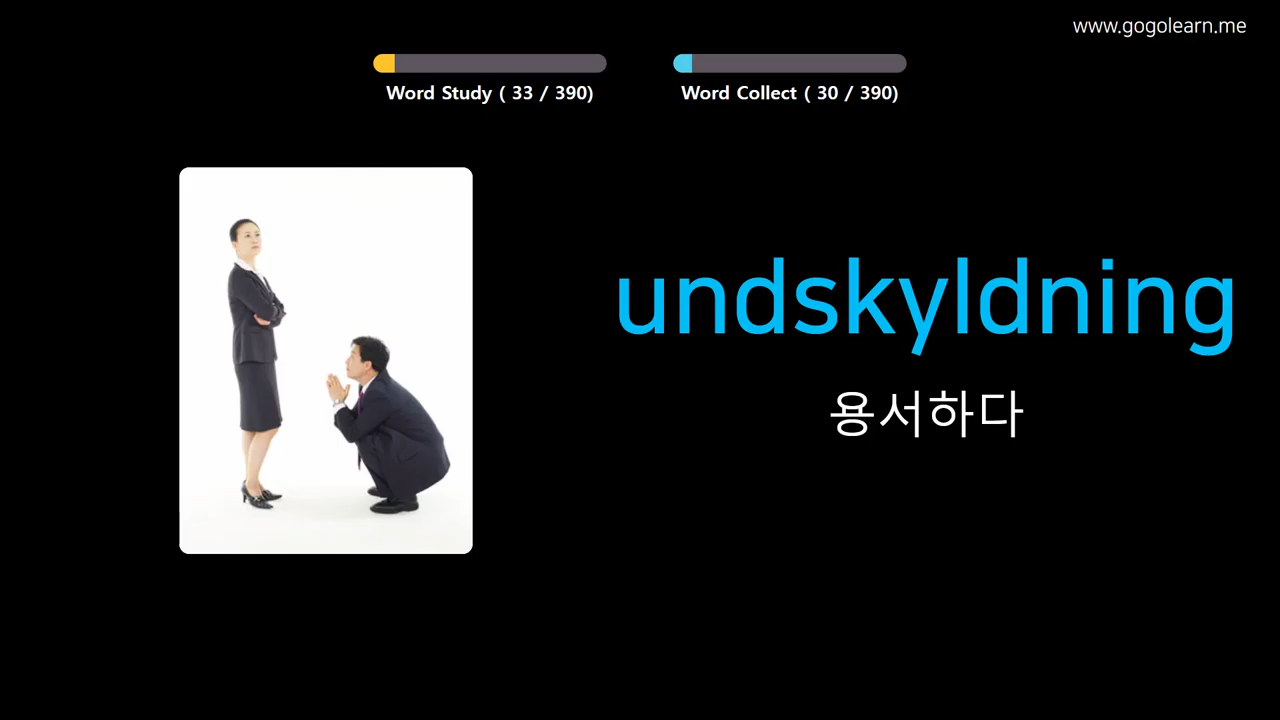 www.gogolearn.me
Word Study ( 33 / 390)
Word Collect ( 30 / 390)
undskyldning
용서하다